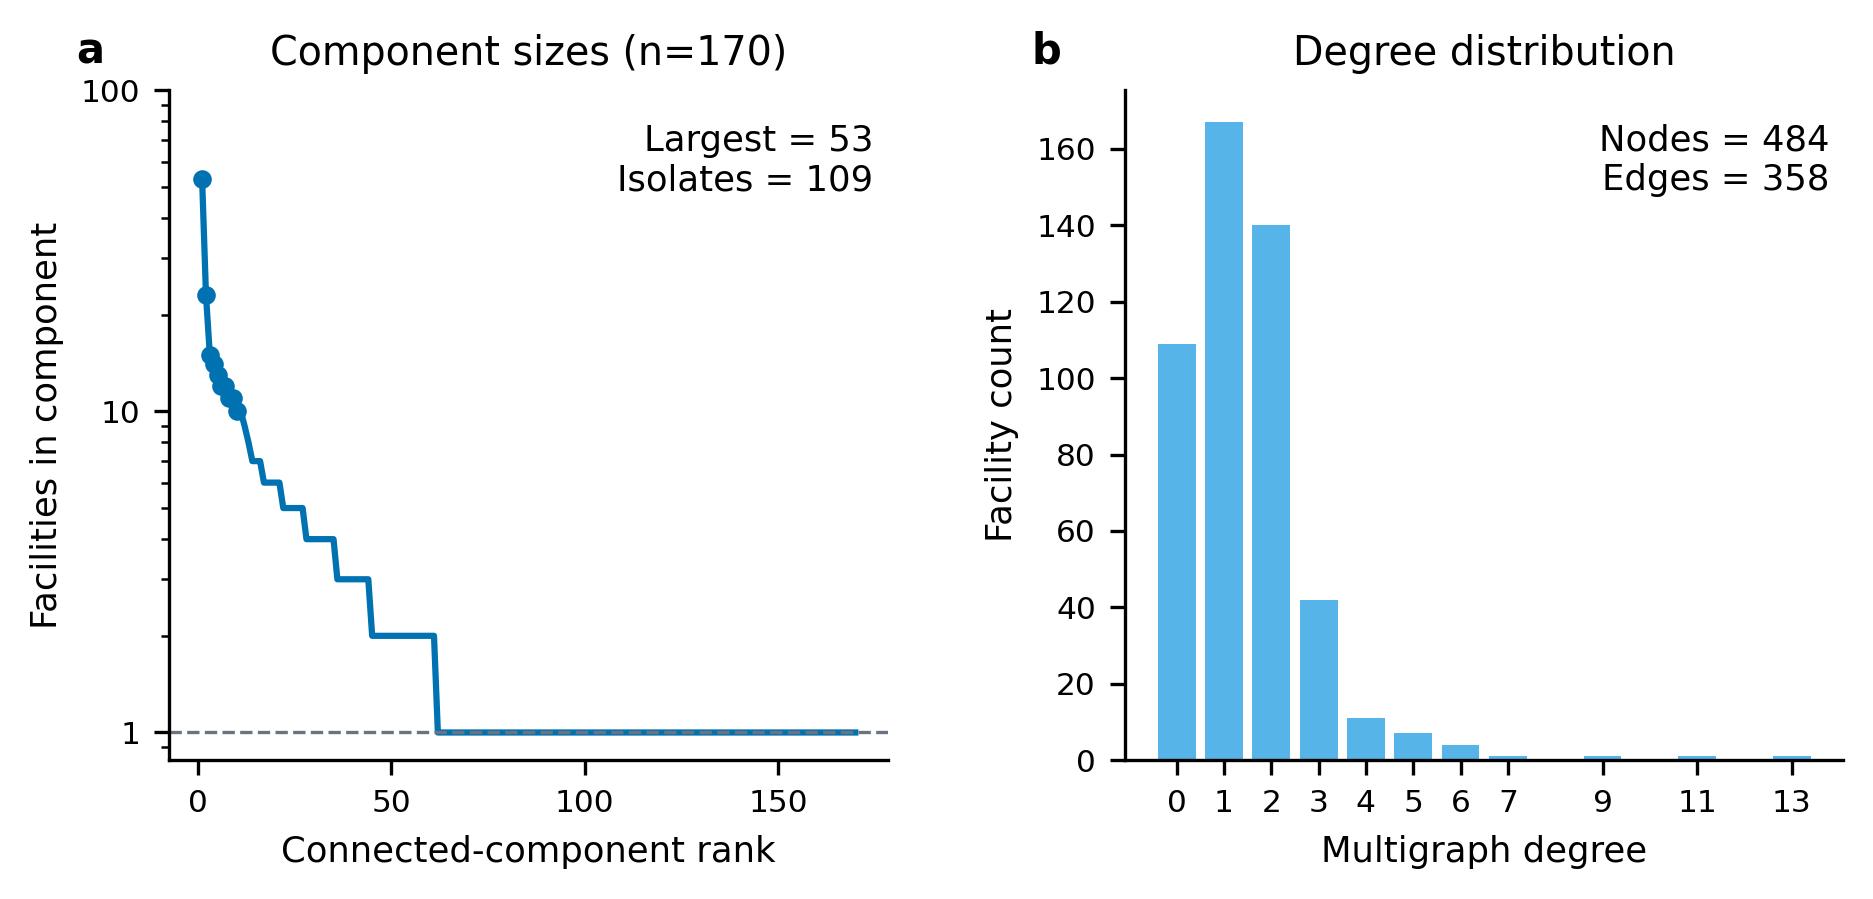 a
Component sizes (n=170)
Largest = 53
Isolates = 109
100
10
1
Facilities in component
0 50 100 150
Connected-component rank
b
Degree distribution
Nodes = 484
Edges = 358
160
140
120
100
80
60
40
20
0
Facility count
0 1 2 3 4 5 6 7 9 11 13
Multigraph degree